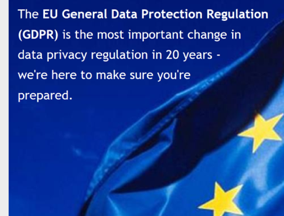 The EU General Data Protection Regulation
(GDPR) is the most important change in
data privacy regulation in 20 years -
we're here to make sure you're
prepared.